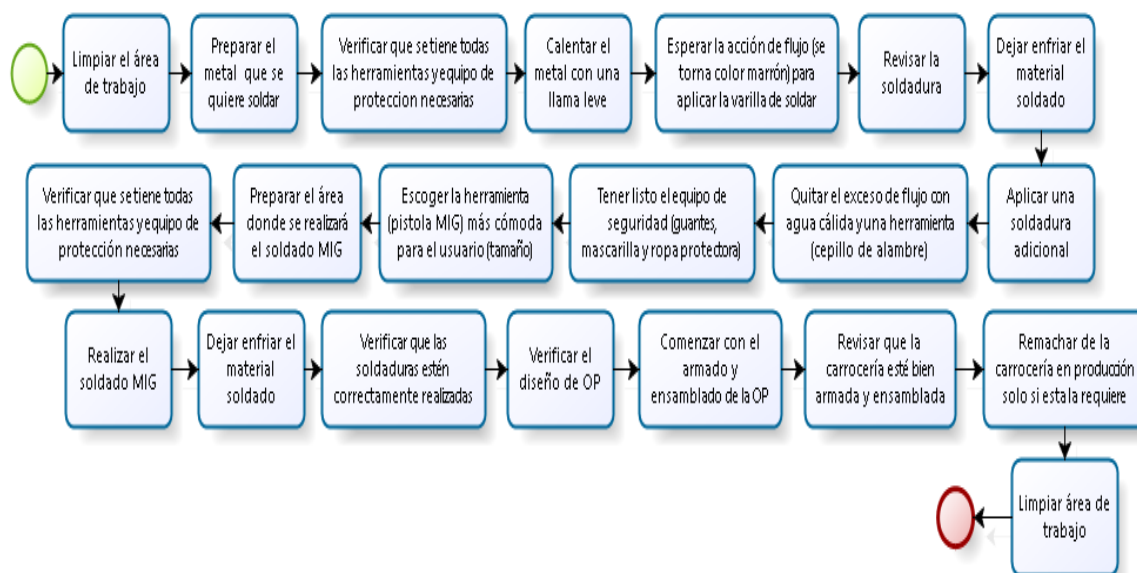 Limpiar el área
de trabajo
Preparar el
metal que se
quiere soldar
Verificar que se tiene todas
las herramientas y equipo de
proteccion necesarias
Calentar el
metal con una
llama leve
Esperar la acción de flujo (se
torna color marrón) para
aplicar la varilla de soldar
Revisar la
soldadura
Dejar enfriar el
material
soldado
Aplicar una
soldadura
adicional
Quitar el exceso de flujo con
agua cálida y una herramienta
(cepillo de alambre)
Tener listo el equipo de
seguridad (guantes,
mascarilla y ropa protectora)
Escoger la herramienta
(pistola MIG) más cómoda
para el usuario (tamaño)
Preparar el área
donde se realizará
el soldado MIG
Verificar que se tiene todas
las herramientas y equipo de
protección necesarias
Realizar el
soldado MIG
Dejar enfriar el
material
soldado
Verificar que las
soldaduras estén
correctamente realizadas
Verificar el
diseño de OP
Comenzar con el
armado y
ensamblado de la OP
Revisar que la
carrocería esté bien
armada y ensamblada
Remachar de la
carrocería en producción
solo si esta la requiere
Limpiar área de
trabajo